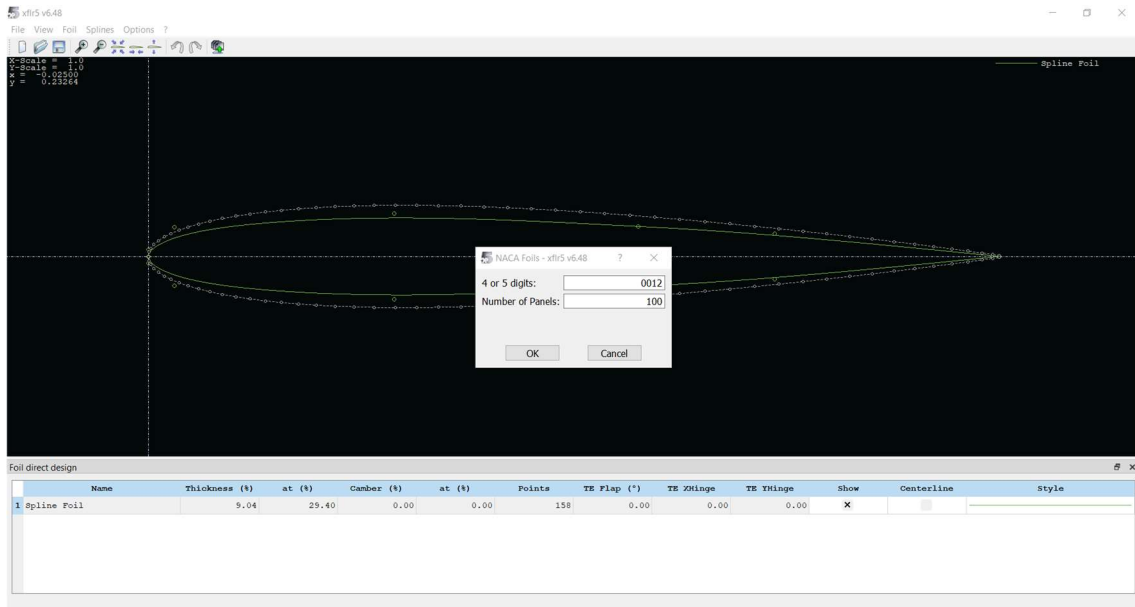 xflr5 v6.48
File View Foil Splines Options ?
X-Scale = 1.0
Y-Scale = 1.0
x = -0.02500
y = 0.23264
Spline Foil
NACA Foils - xflr5 v6.48 ?
4 or 5 digits: 0012
Number of Panels: 100
OK Cancel
Foil direct design
Name Thickness (%) at (%) Camber (%) at (%) Points TE Flap (°) TE XHinge TE YHinge Show Centerline Style
1 Spline Foil 9.04 29.40 0.00 0.00 158 0.00 0.00 0.00